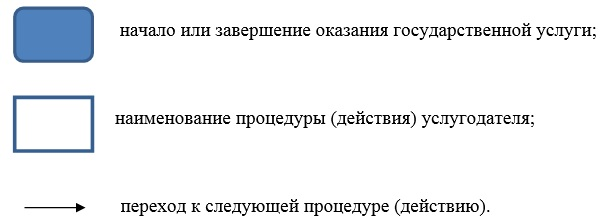 начало или завершение оказания государственной услуги;
наименование процедуры (действия) услугодателя;
переход к следующей процедуре (действию).